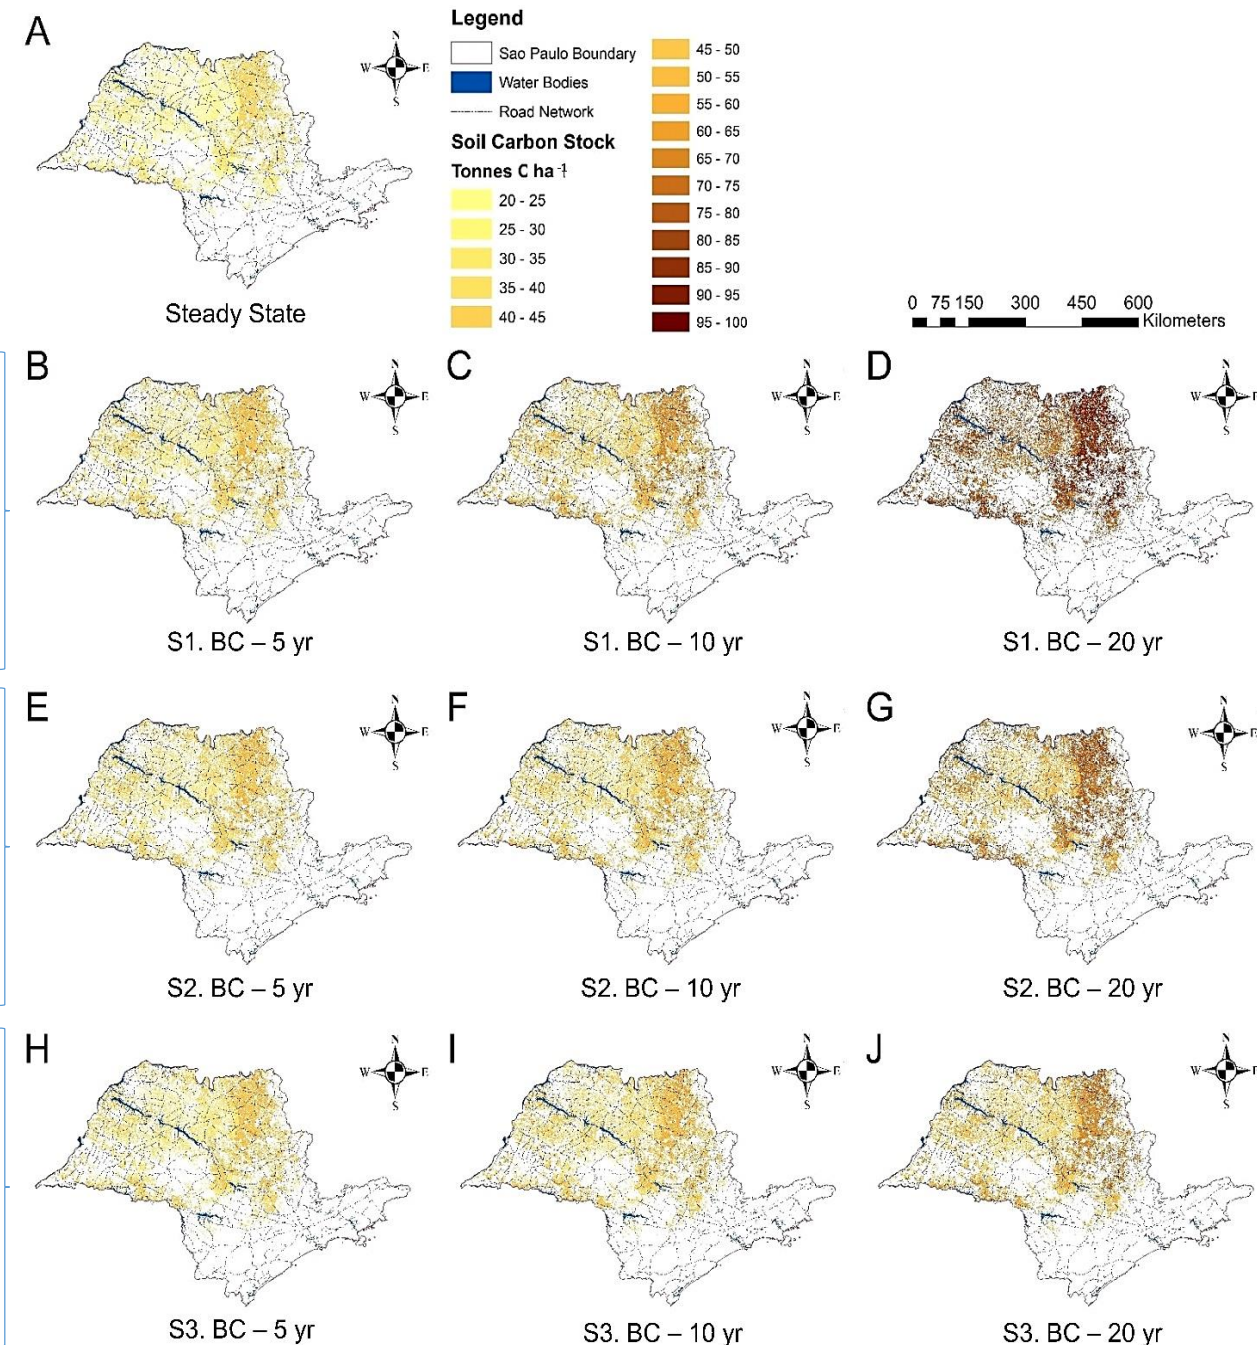 A
N
W E
S
Steady State
Legend
Sao Paulo Boundary
Water Bodies
Road Network
Soil Carbon Stock
Tonnes C ha -1
20 - 25
25 - 30
30 - 35
35 - 40
40 - 45
45 - 50
50 - 55
55 - 60
60 - 65
65 - 70
70 - 75
75 - 80
80 - 85
85 - 90
90 - 95
95 - 100
0 75 150 300 450 600
Kilometers
B
N
W E
S
S1. BC – 5 yr
C
N
W E
S
S1. BC – 10 yr
D
N
W E
S
S1. BC – 20 yr
E
N
W E
S
S2. BC – 5 yr
F
N
W E
S
S2. BC – 10 yr
G
N
W E
S
S2. BC – 20 yr
H
N
W E
S
S3. BC – 5 yr
I
N
W E
S
S3. BC – 10 yr
J
N
W E
S
S3. BC – 20 yr